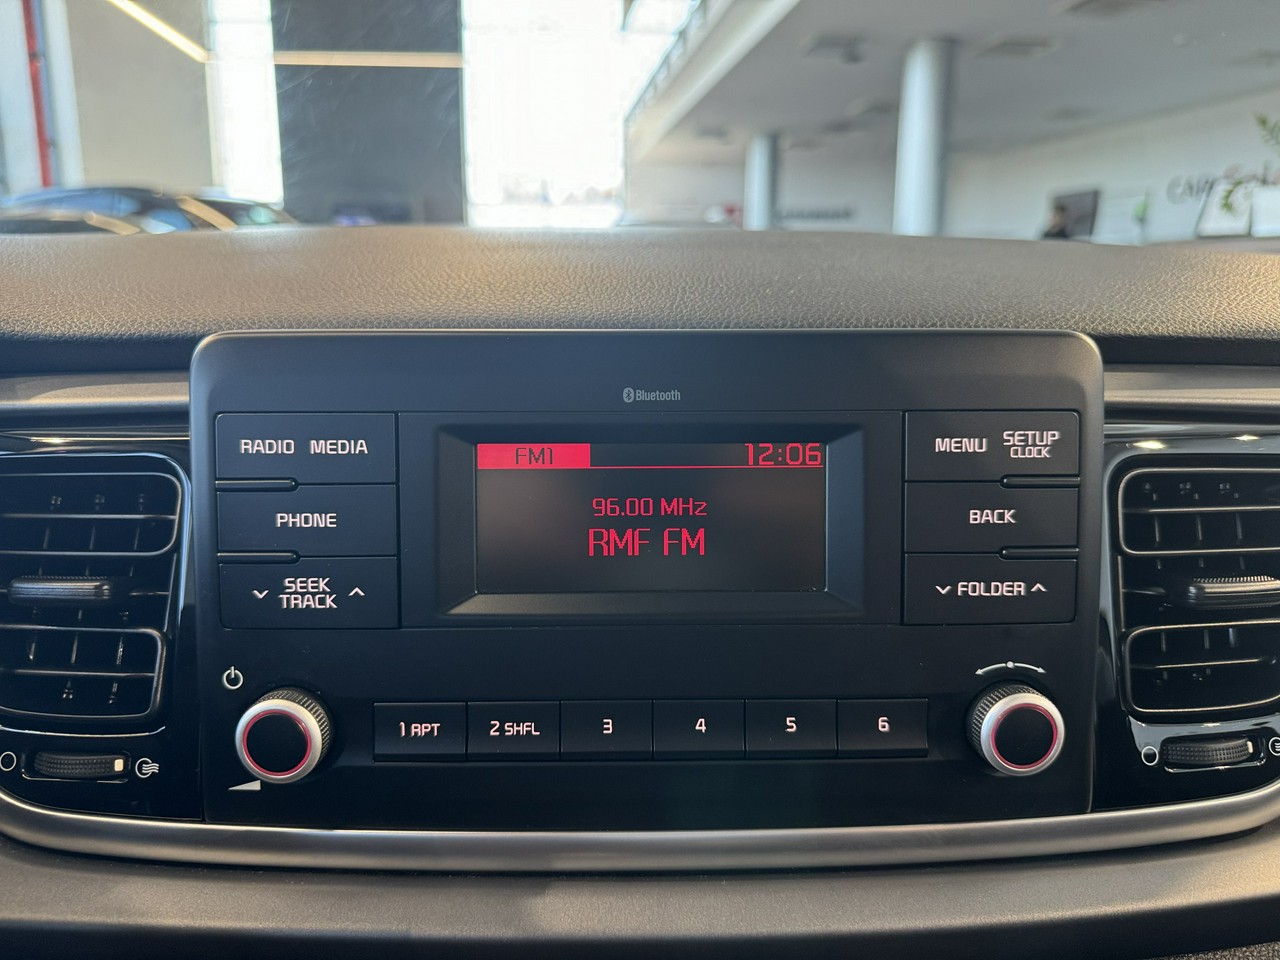 Bluetooth
RADIO MEDIA
PHONE
SEEK
TRACK
FM1 12:06
96.00 MHz
RMF FM
MENU SETUP
CLOCK
BACK
FOLDER
1 RPT 2 SHFL 3 4 5 6